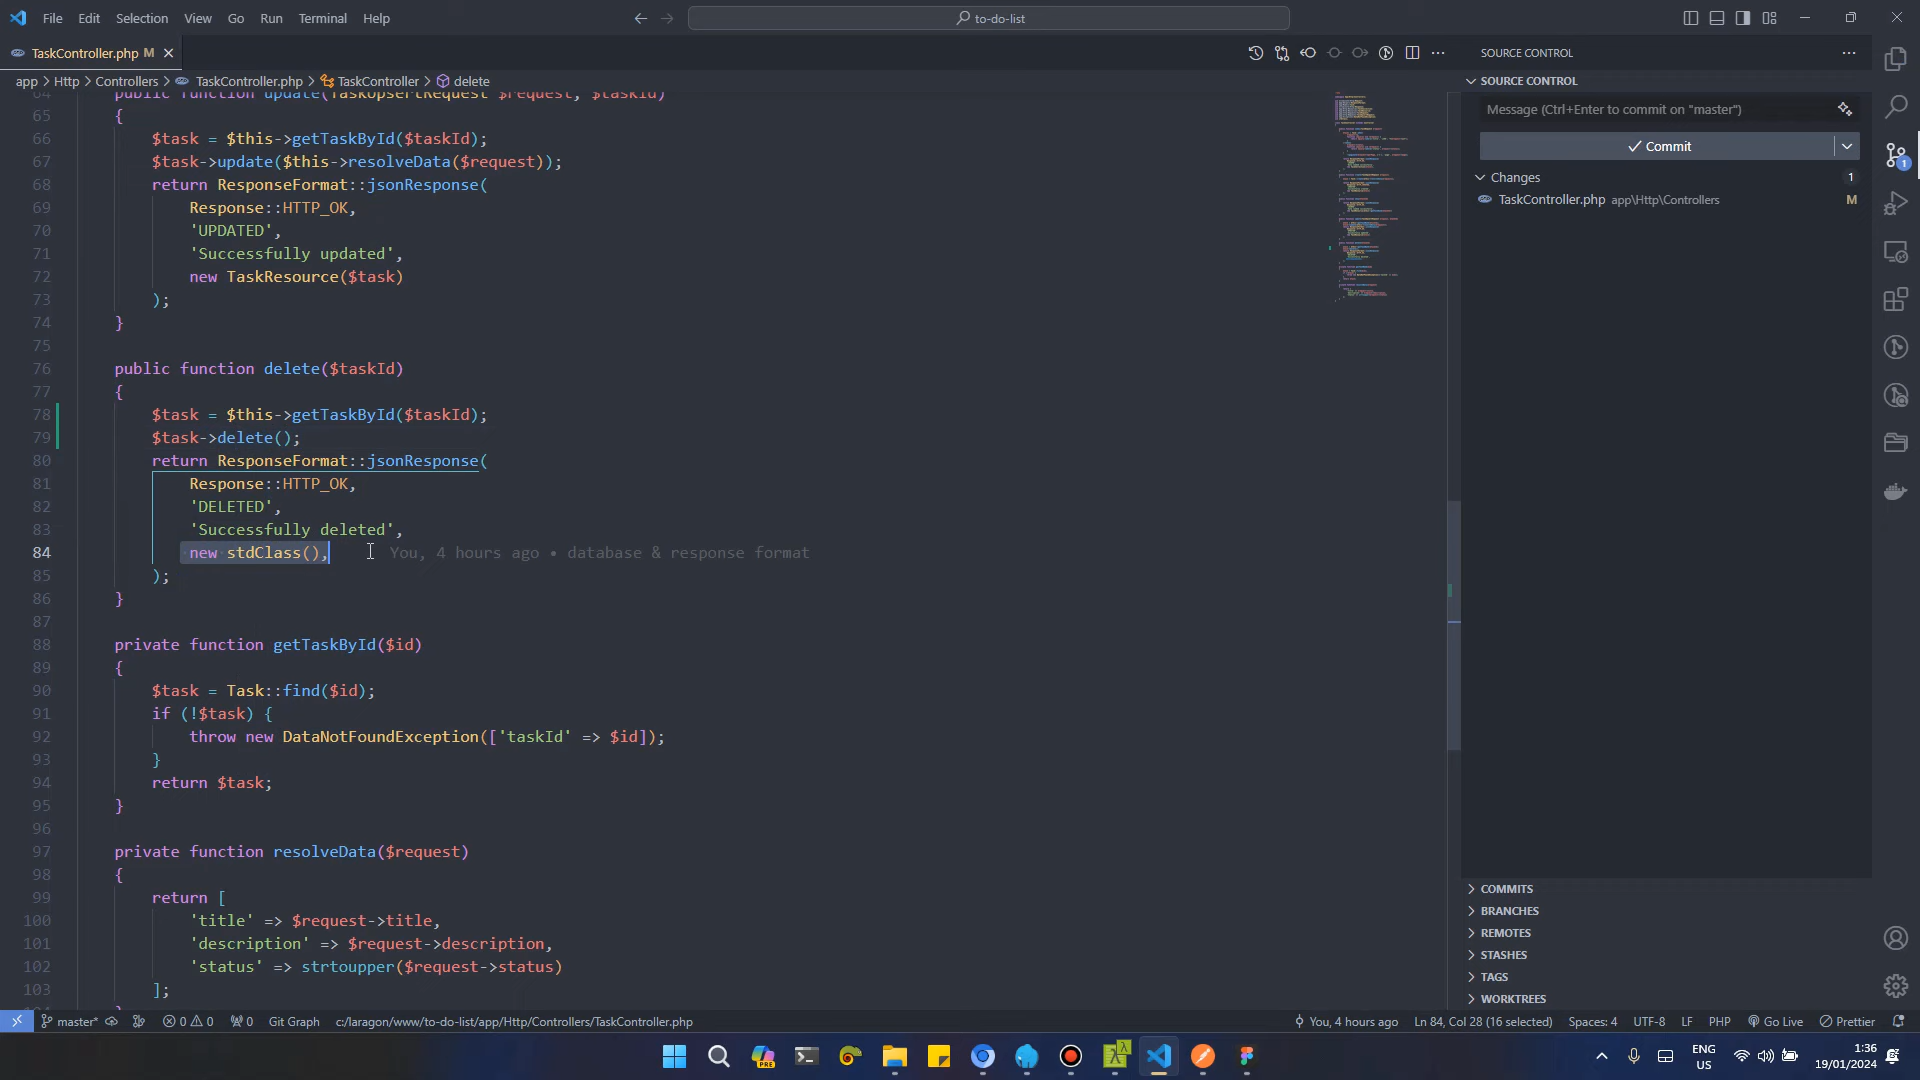 File Edit Selection View Go Run Terminal Help
to-do-list
TaskController.php M
SOURCE CONTROL
app > Http > Controllers > TaskController.php > TaskController > delete
SOURCE CONTROL
Message (Ctrl+Enter to commit on "master")
Commit
Changes 1
TaskController.php app\Http\Controllers M
64 public function update(TaskUpsertRequest $request, $taskId)
65 {
66 $task = $this->getTaskById($taskId);
67 $task->update($this->resolveData($request));
68 return ResponseFormat::jsonResponse(
69 Response::HTTP_OK,
70 'UPDATED',
71 'Successfully updated',
72 new TaskResource($task)
73 );
74 }
75
76 public function delete($taskId)
77 {
78 $task = $this->getTaskById($taskId);
79 $task->delete();
80 return ResponseFormat::jsonResponse(
81 Response::HTTP_OK,
82 'DELETED',
83 'Successfully deleted',
84 new stdClass(), You, 4 hours ago • database & response format
85 );
86 }
87
88 private function getTaskById($id)
89 {
90 $task = Task::find($id);
91 if (!$task) {
92 throw new DataNotFoundException(['taskId' => $id]);
93 }
94 return $task;
95 }
96
97 private function resolveData($request)
98 {
99 return [
100 'title' => $request->title,
101 'description' => $request->description,
102 'status' => strtoupper($request->status)
103 ];
COMMITS
BRANCHES
REMOTES
STASHES
TAGS
WORKTREES
1
master* 0 0 0 Git Graph c:/laragon/www/to-do-list/app/Http/Controllers/TaskController.php You, 4 hours ago Ln 84, Col 28 (16 selected) Spaces: 4 UTF-8 LF PHP Go Live Prettier
PRE
ENG
US
1:36
19/01/2024